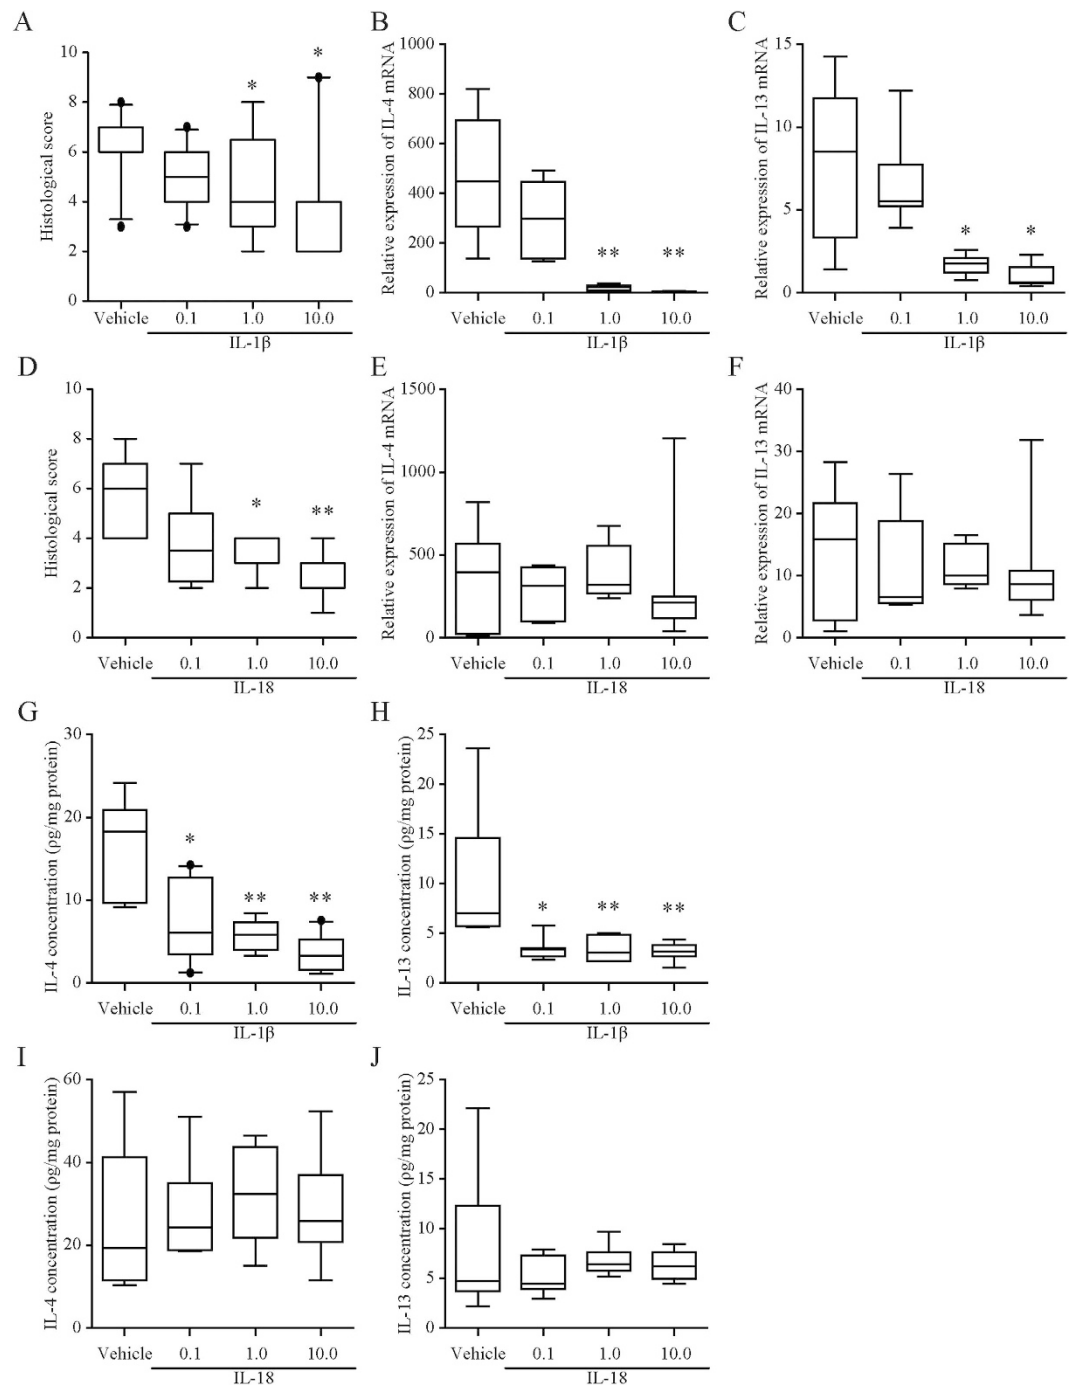 A
Histological score
10
8
6
4
2
0
*
*
Vehicle 0.1 1.0 10.0
IL-1β
B
Relative expression of IL-4 mRNA
1000
800
600
400
200
0
** **
Vehicle 0.1 1.0 10.0
IL-1β
C
Relative expression of IL-13 mRNA
15
10
5
0
* *
Vehicle 0.1 1.0 10.0
IL-1β
D
Histological score
10
8
6
4
2
0
*
**
Vehicle 0.1 1.0 10.0
IL-18
E
Relative expression of IL-4 mRNA
1500
1000
500
0
Vehicle 0.1 1.0 10.0
IL-18
F
Relative expression of IL-13 mRNA
40
30
20
10
0
Vehicle 0.1 1.0 10.0
IL-18
G
IL-4 concentration (ρg/mg protein)
30
20
10
0
*
** **
Vehicle 0.1 1.0 10.0
IL-1β
H
IL-13 concentration (ρg/mg protein)
25
20
15
10
5
0
* ** **
Vehicle 0.1 1.0 10.0
IL-1β
I
IL-4 concentration (ρg/mg protein)
60
40
20
0
Vehicle 0.1 1.0 10.0
IL-18
J
IL-13 concentration (ρg/mg protein)
25
20
15
10
5
0
Vehicle 0.1 1.0 10.0
IL-18